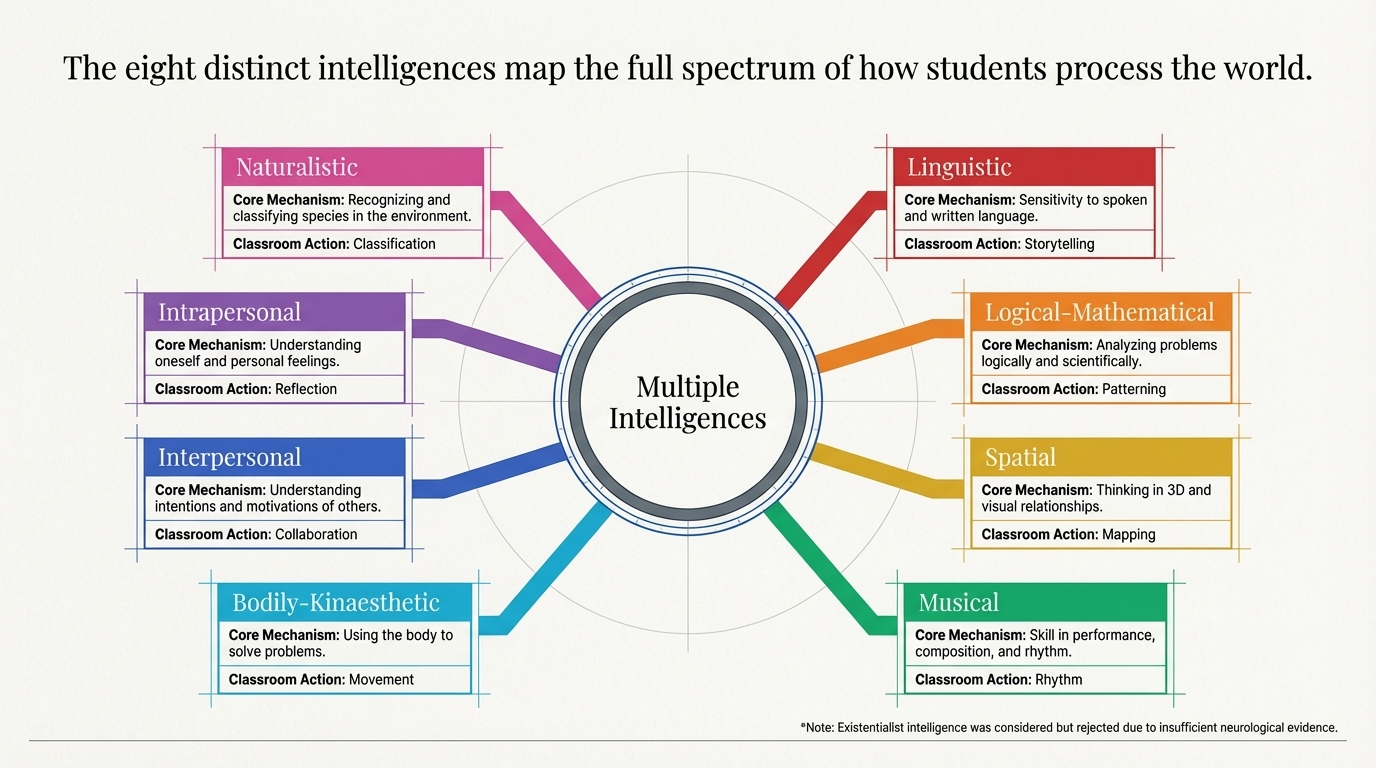 The eight distinct intelligences map the full spectrum of how students process the world.
Naturalistic
Core Mechanism: Recognizing and
classifying species in the environment.
Classroom Action: Classification
Intrapersonal
Core Mechanism: Understanding
oneself and personal feelings.
Classroom Action: Reflection
Interpersonal
Core Mechanism: Understanding
intentions and motivations of others.
Classroom Action: Collaboration
Bodily-Kinaesthetic
Core Mechanism: Using the body to
solve problems.
Classroom Action: Movement
Multiple
Intelligences
Linguistic
Core Mechanism: Sensitivity to spoken
and written language.
Classroom Action: Storytelling
Logical-Mathematical
Core Mechanism: Analyzing problems
logically and scientifically.
Classroom Action: Patterning
Spatial
Core Mechanism: Thinking in 3D and
visual relationships.
Classroom Action: Mapping
Musical
Core Mechanism: Skill in performance,
composition, and rhythm.
Classroom Action: Rhythm
*Note: Existentialist intelligence was considered but rejected due to insufficient neurological evidence.